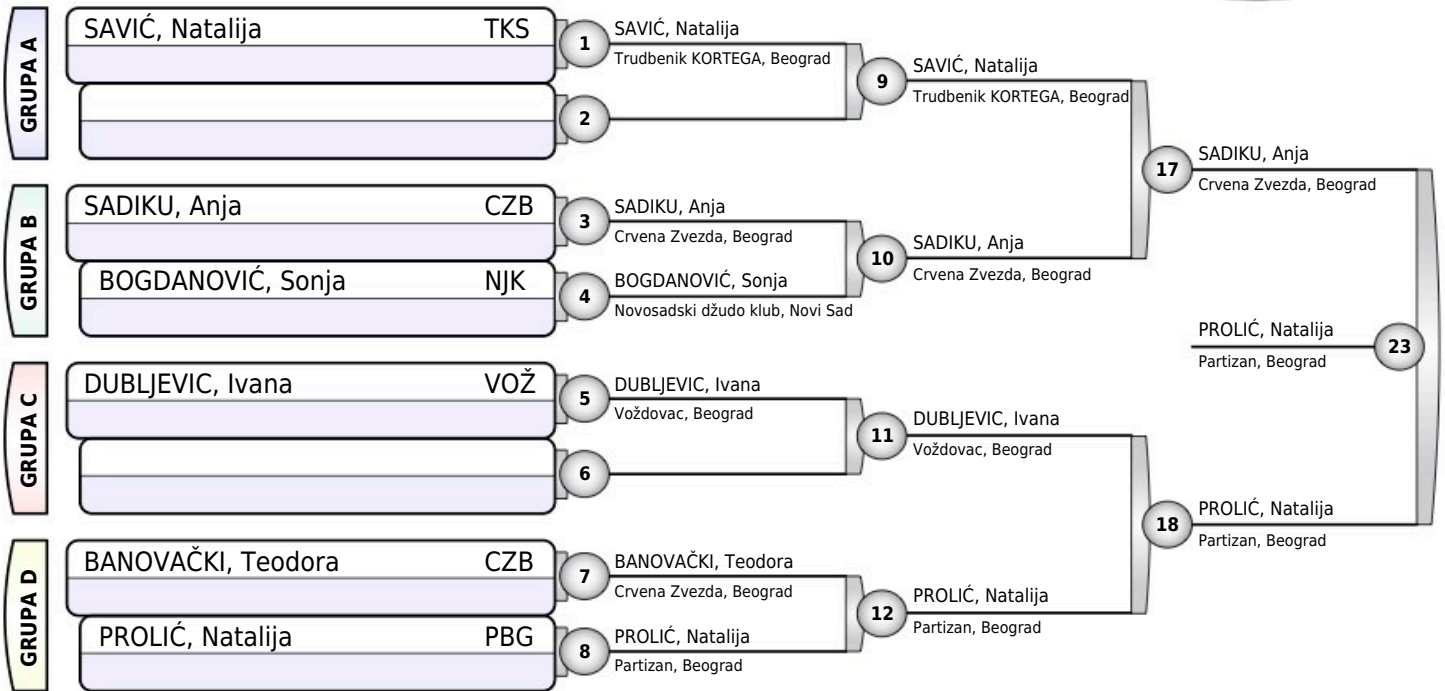 GRUPA A
SAVIĆ, Natalija TKS
1
SAVIĆ, Natalija
Trudbenik KORTEGA, Beograd
2
9
SAVIĆ, Natalija
Trudbenik KORTEGA, Beograd
GRUPA B
SADIKU, Anja CZB
3
SADIKU, Anja
Crvena Zvezda, Beograd
BOGDANOVIĆ, Sonja NJK
4
BOGDANOVIĆ, Sonja
Novosadski džudo klub, Novi Sad
10
SADIKU, Anja
Crvena Zvezda, Beograd
17
SADIKU, Anja
Crvena Zvezda, Beograd
GRUPA C
DUBLJEVIC, Ivana VOŽ
5
DUBLJEVIC, Ivana
Voždovac, Beograd
6
11
DUBLJEVIC, Ivana
Voždovac, Beograd
GRUPA D
BANOVAČKI, Teodora CZB
7
BANOVAČKI, Teodora
Crvena Zvezda, Beograd
PROLIĆ, Natalija PBG
8
PROLIĆ, Natalija
Partizan, Beograd
12
PROLIĆ, Natalija
Partizan, Beograd
18
PROLIĆ, Natalija
Partizan, Beograd
PROLIĆ, Natalija
Partizan, Beograd
23